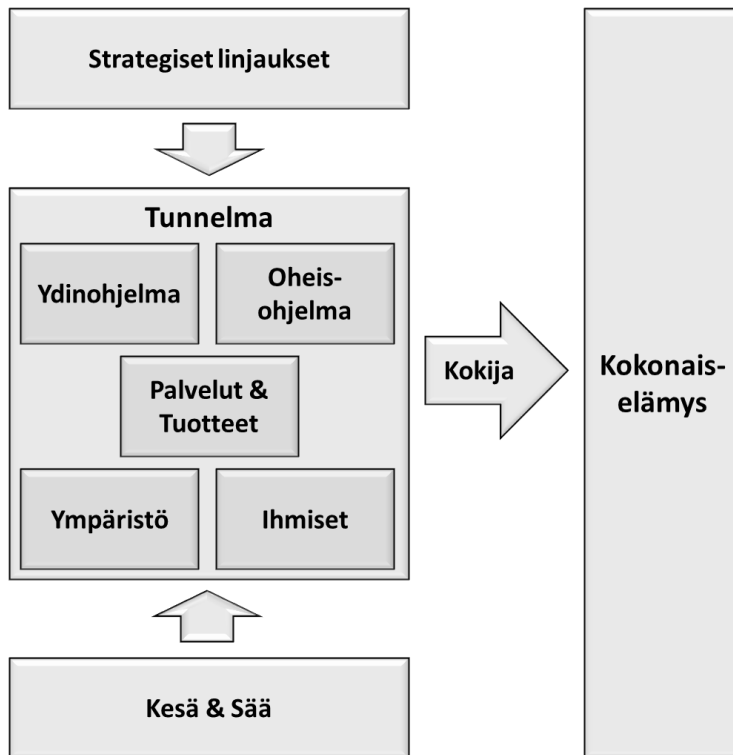 Strategiset linjaukset
Tunnelma
Ydinohjelma
Oheis-
ohjelma
Palvelut &
Tuotteet
Ympäristö
Ihmiset
Kokija
Kokonais-
elämys
Kesä & Sää